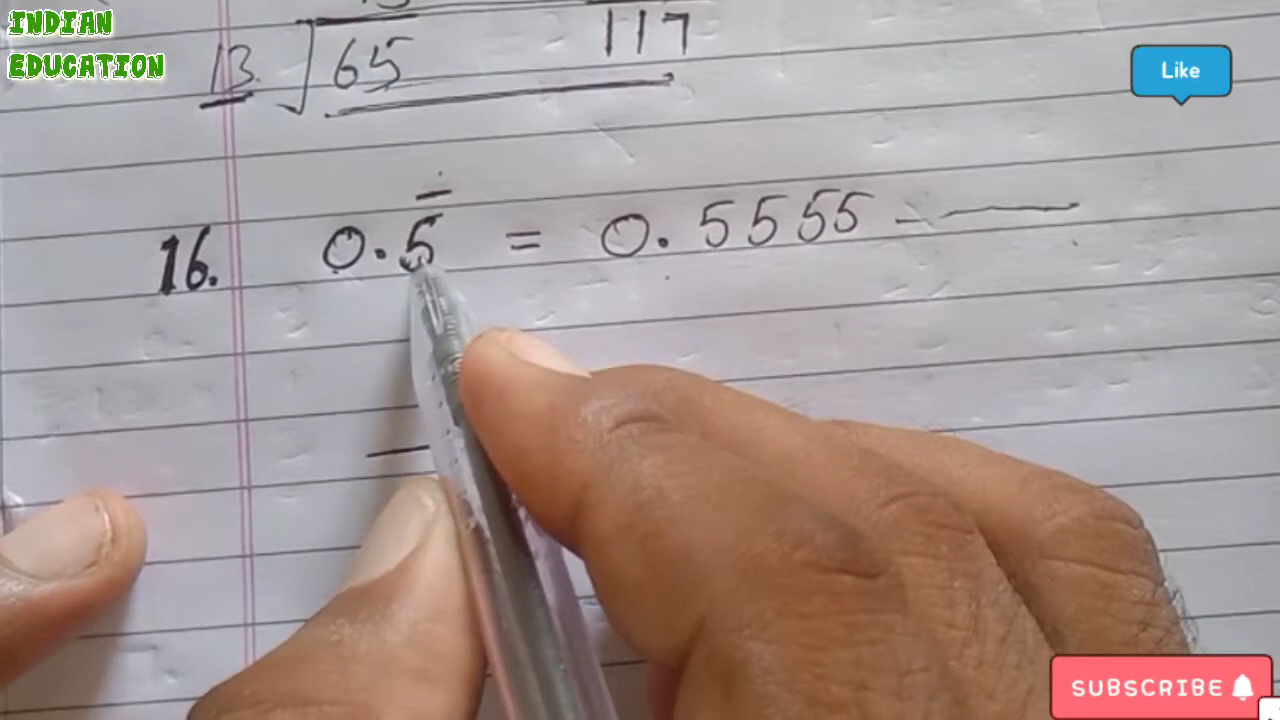 INDIAN
EDUCATION
117
13. 65
Like
16. 0.5̅ = 0.5555 -----
SUBSCRIBE